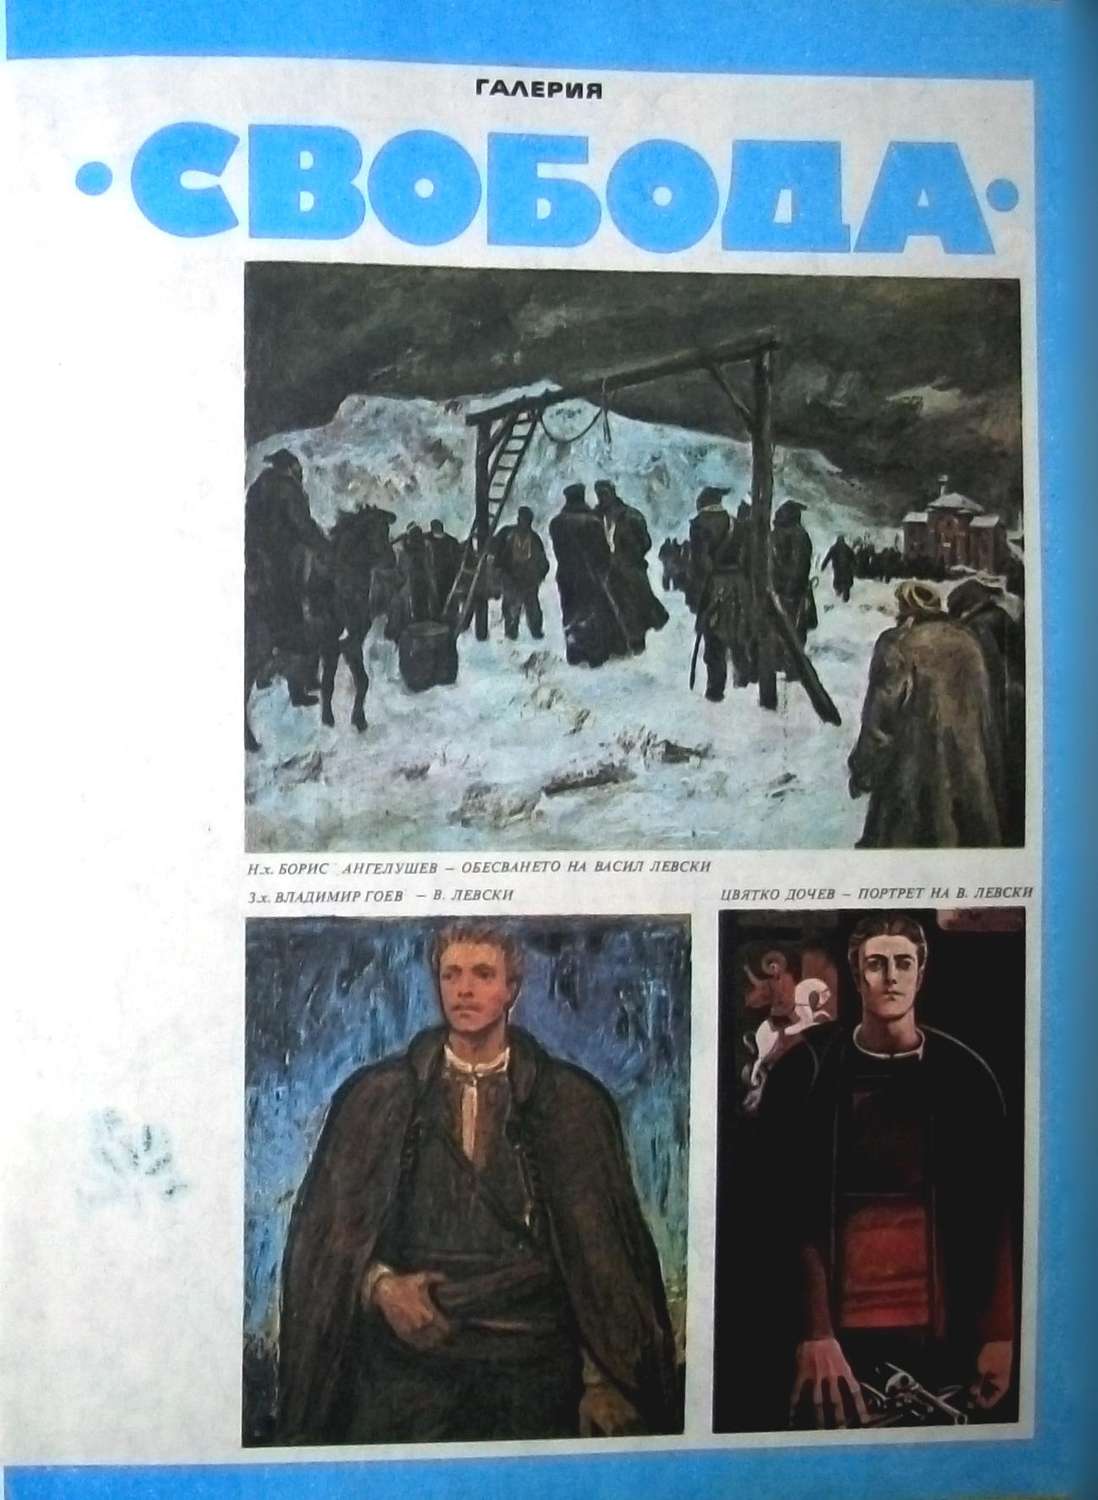 ГАЛЕРИЯ
•СВОБОДА•
Н.х. БОРИС АНГЕЛУШЕВ – ОБЕСВАНЕТО НА ВАСИЛ ЛЕВСКИ
З.х. ВЛАДИМИР ГОЕВ – В. ЛЕВСКИ
ЦВЯТКО ДОЧЕВ – ПОРТРЕТ НА В. ЛЕВСКИ